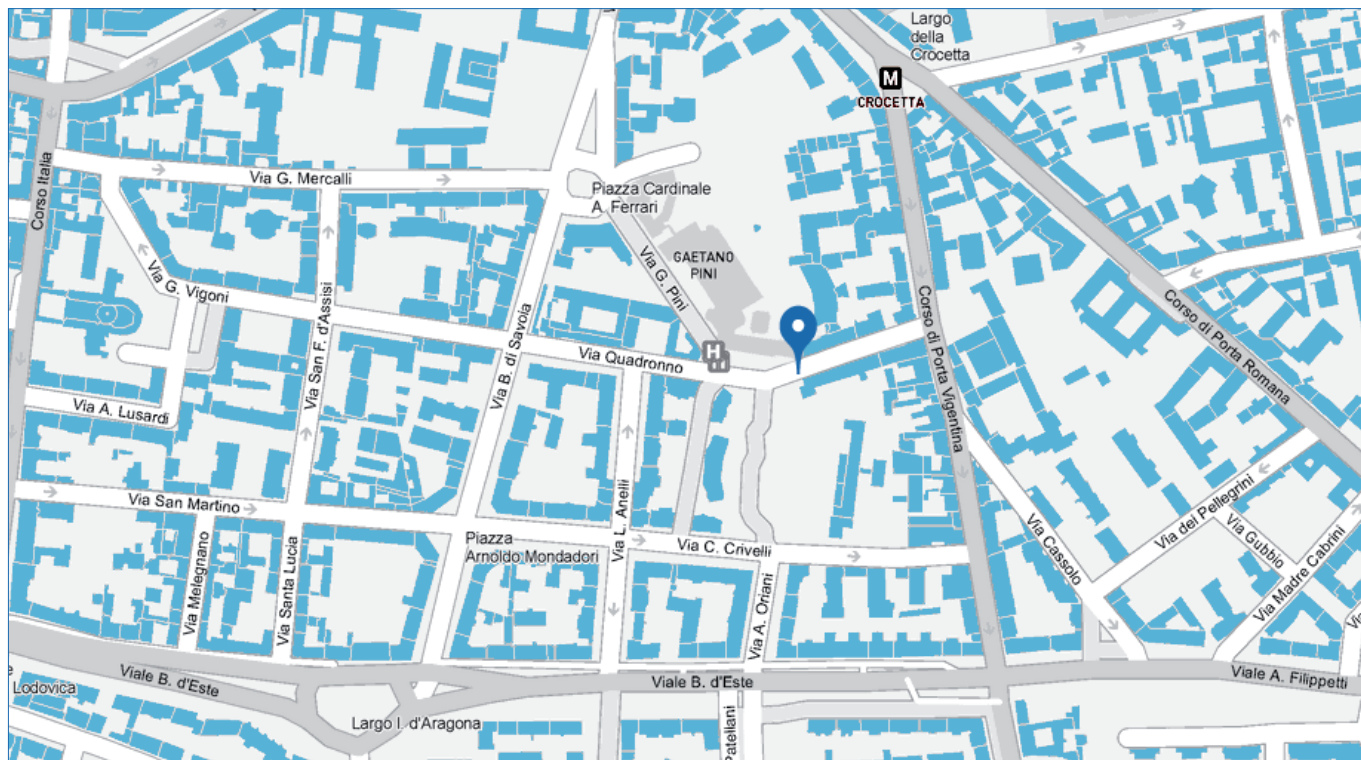 Largo
della
Crocetta
M
CROCETTA
Corso Italia
Via G. Mercalli
Piazza Cardinale
A. Ferrari
GAETANO
PINI
Via G. Pini
Via G. Vigoni
Via San F. d'Assisi
Via B. di Savoia
Via Quadronno
H
Corso di Porta Vigentina
Corso di Porta Romana
Via A. Lusardi
Via San Martino
Via L. Anelli
Via C. Crivelli
Via dei Pellegrini
Via Gubbio
Via Cassolo
Via Madre Cabrini
Piazza
Arnoldo Mondadori
Via Melegnano
Via Santa Lucia
Via A. Oriani
Viale B. d'Este
Viale B. d'Este
Viale A. Filippetti
Lodovica
Largo I. d'Aragona
Patellani